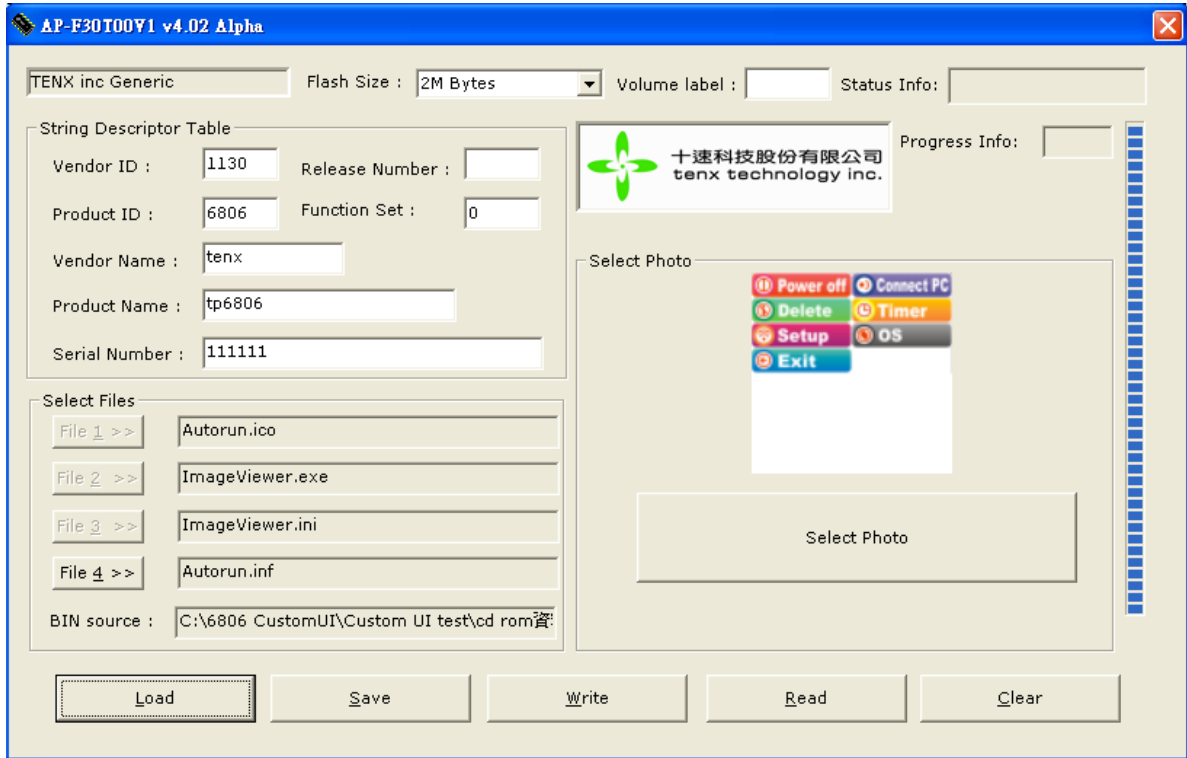 AP-F30T00V1 v4.02 Alpha
TENX inc Generic
Flash Size :
2M Bytes
Volume label :
Status Info:
String Descriptor Table
Vendor ID :
1130
Release Number :
Product ID :
6806
Function Set :
0
Vendor Name :
tenx
Product Name :
tp6806
Serial Number :
111111
十速科技股份有限公司
tenx technology inc.
Progress Info:
Select Photo
Power off
Connect PC
Delete
Timer
Setup
OS
Exit
Select Photo
Select Files
File 1 >>
Autorun.ico
File 2 >>
ImageViewer.exe
File 3 >>
ImageViewer.ini
File 4 >>
Autorun.inf
BIN source :
C:\6806 CustomUI\Custom UI test\cd rom資
Load
Save
Write
Read
Clear